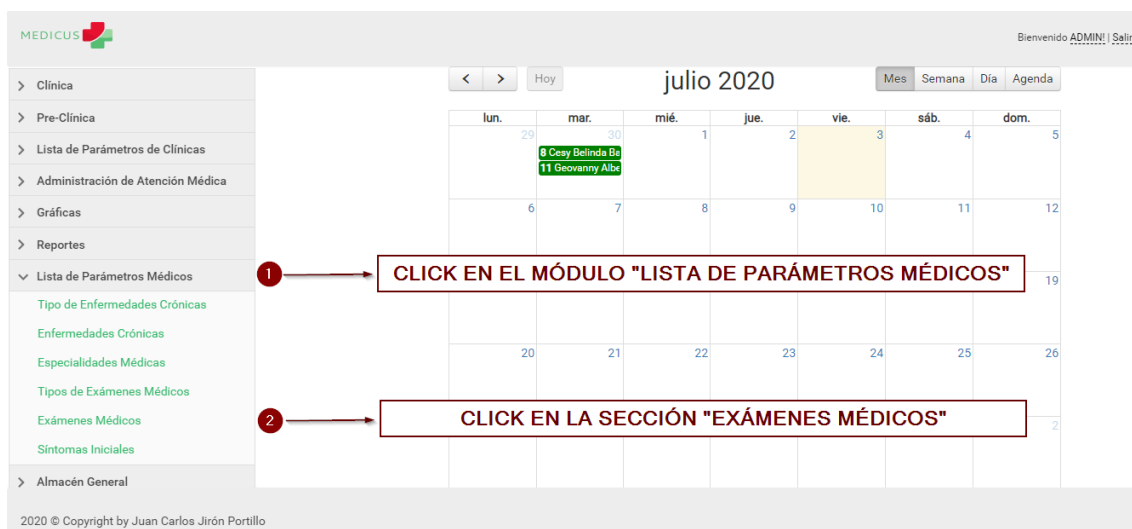 MEDICUS
Bienvenido ADMIN! | Salir
Clínica
Pre-Clínica
Lista de Parámetros de Clínicas
Administración de Atención Médica
Gráficas
Reportes
Lista de Parámetros Médicos
Tipo de Enfermedades Crónicas
Enfermedades Crónicas
Especialidades Médicas
Tipos de Exámenes Médicos
Exámenes Médicos
Síntomas Iniciales
Almacén General
Hoy
julio 2020
Mes Semana Día Agenda
lun. mar. mié. jue. vie. sáb. dom.
29 30 1 2 3 4 5
8 Cesy Belinda Ba
11 Geovanny Albe
6 7 8 9 10 11 12
1 CLICK EN EL MÓDULO "LISTA DE PARÁMETROS MÉDICOS"
19
20 21 22 23 24 25 26
2 CLICK EN LA SECCIÓN "EXÁMENES MÉDICOS"
2
2020 © Copyright by Juan Carlos Jirón Portillo